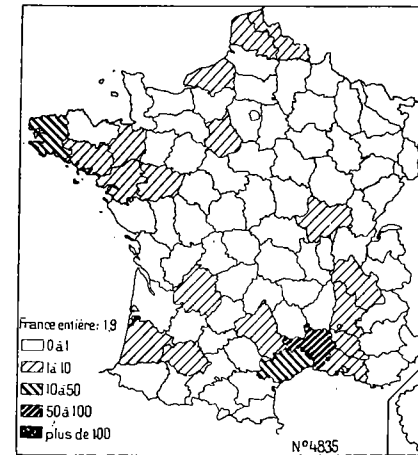 France entière: 1,9
0 à 1
1 à 10
10 à 50
50 à 100
plus de 100
N°4835